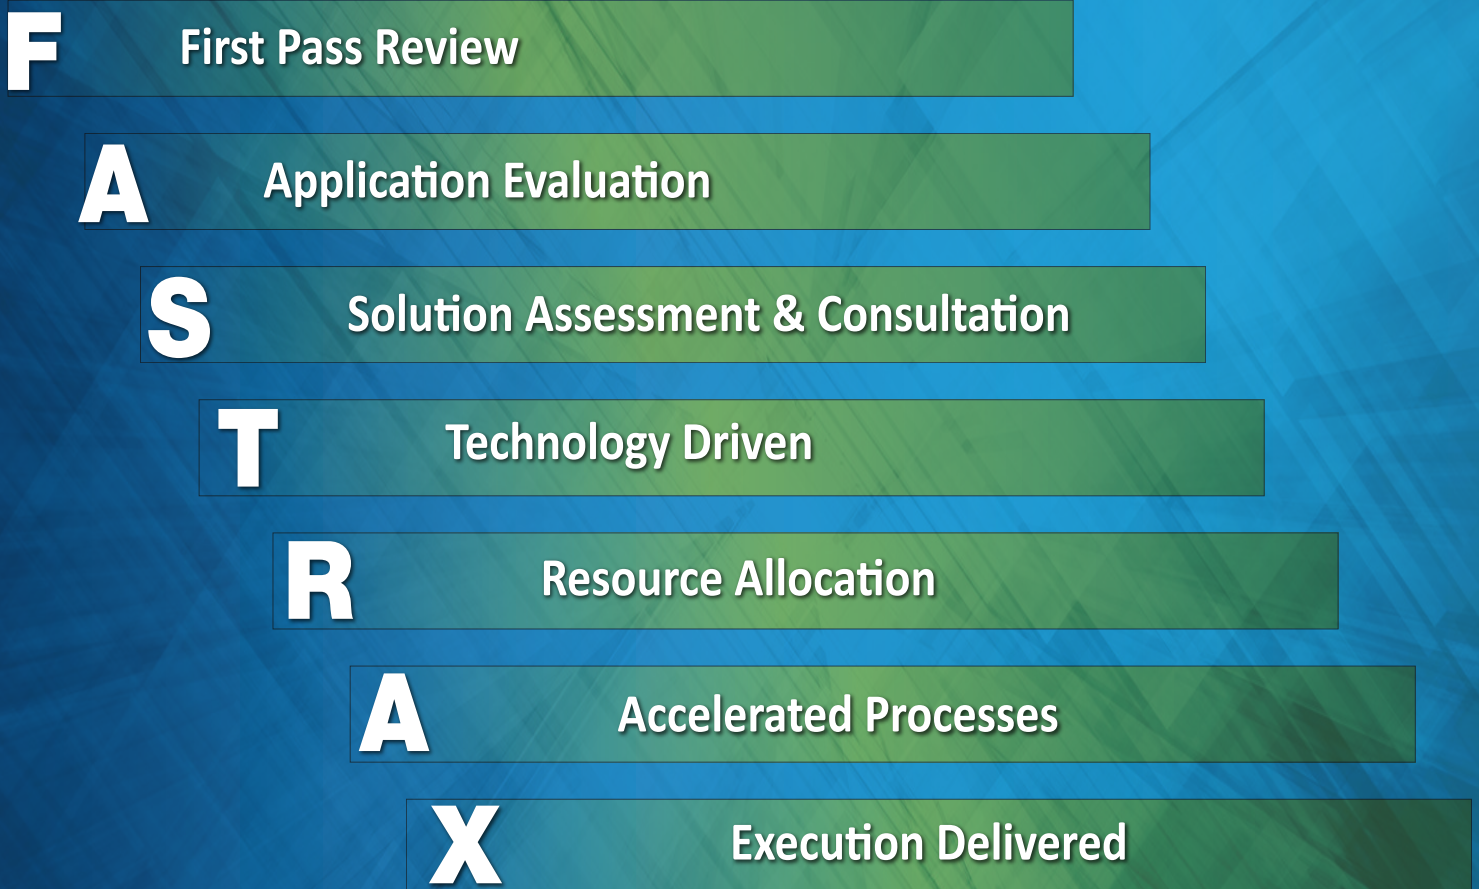 F First Pass Review
A Application Evaluation
S Solution Assessment & Consultation
T Technology Driven
R Resource Allocation
A Accelerated Processes
X Execution Delivered